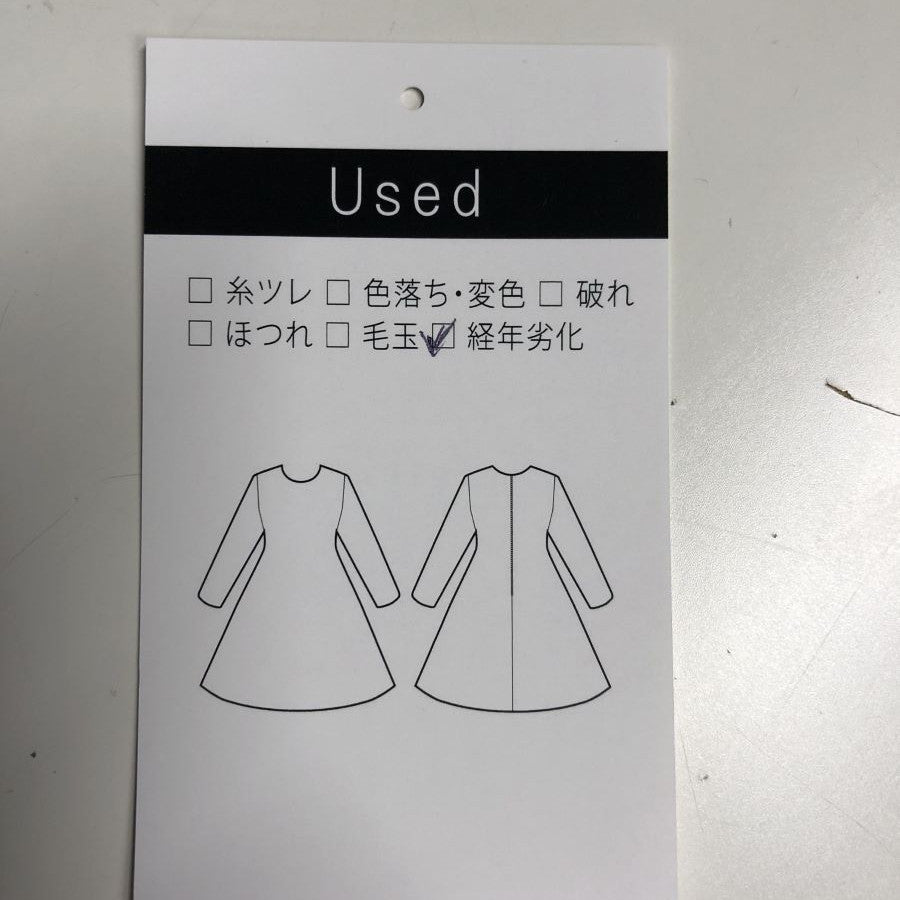 Used
□ 糸ツレ □ 色落ち・変色 □ 破れ
□ ほつれ □ 毛玉 ☑ 経年劣化